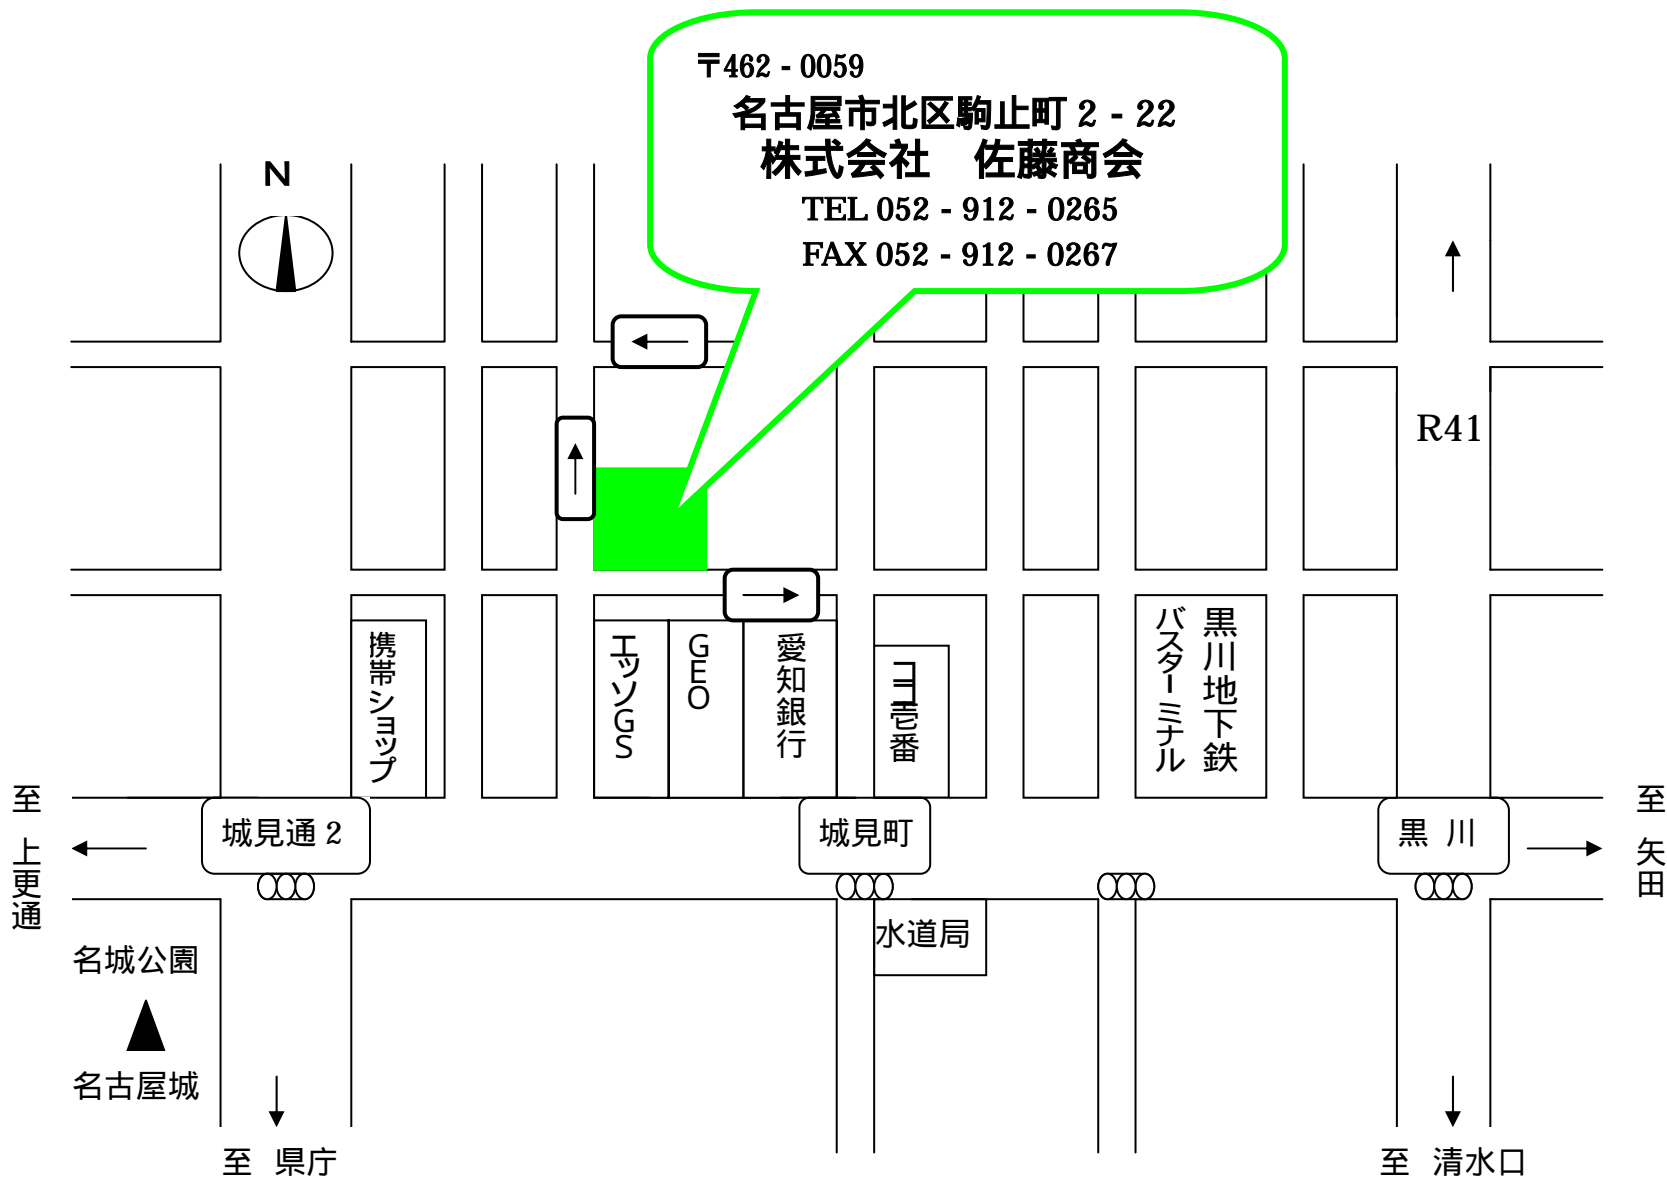 〒462 - 0059
名古屋市北区駒止町 2 - 22
株式会社　佐藤商会
TEL 052 - 912 - 0265
FAX 052 - 912 - 0267
N
R41
携帯ショップ
エッソGS
GEO
愛知銀行
ココ壱番
黒川地下鉄
バスターミナル
至 上更通
城見通 2
城見町
黒 川
至 矢田
水道局
名城公園
名古屋城
至 県庁
至 清水口